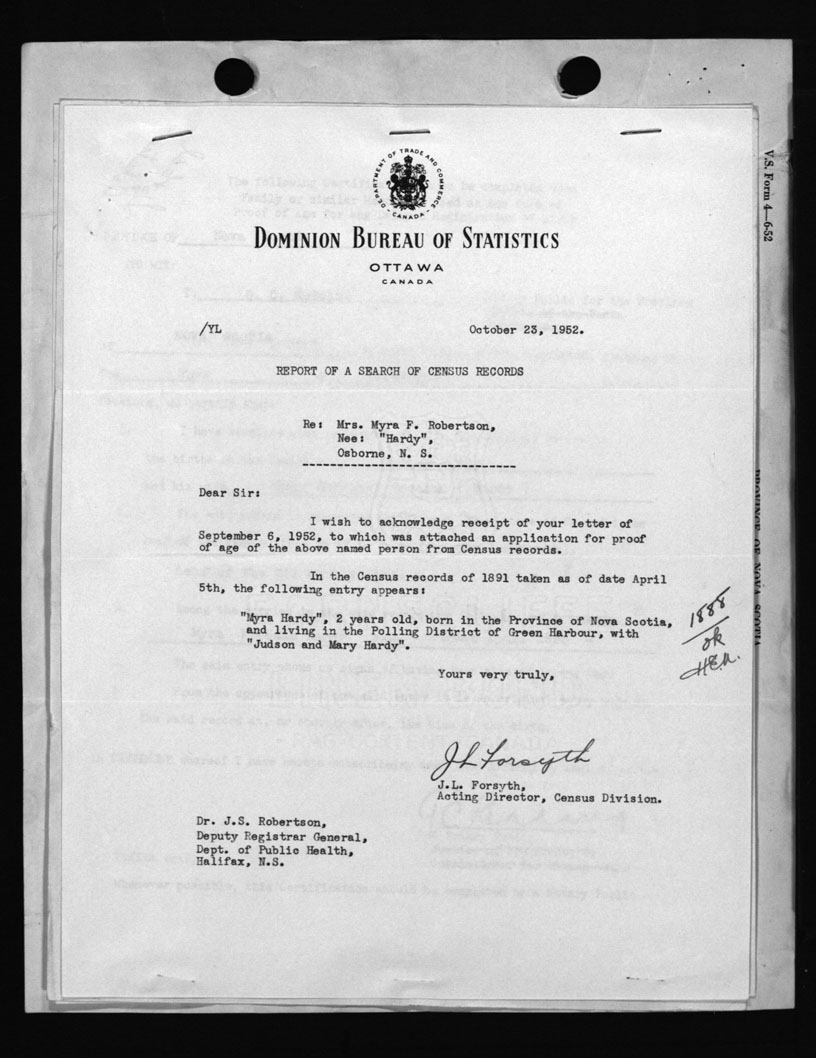 DEPARTMENT OF TRADE AND COMMERCE
CANADA
DOMINION BUREAU OF STATISTICS
OTTAWA
CANADA
V.S. Form 4—6-52
/YL October 23, 1952.
REPORT OF A SEARCH OF CENSUS RECORDS
Re: Mrs. Myra F. Robertson,
Nee: "Hardy",
Osborne, N. S.
Dear Sir:
I wish to acknowledge receipt of your letter of
September 6, 1952, to which was attached an application for proof
of age of the above named person from Census records.
In the Census records of 1891 taken as of date April
5th, the following entry appears:
"Myra Hardy", 2 years old, born in the Province of Nova Scotia,
and living in the Polling District of Green Harbour, with
"Judson and Mary Hardy".
1888
ok
Yours very truly,
J L Forsyth
J.L. Forsyth,
Acting Director, Census Division.
Dr. J.S. Robertson,
Deputy Registrar General,
Dept. of Public Health,
Halifax, N.S.
PROVINCE OF NOVA SCOTIA